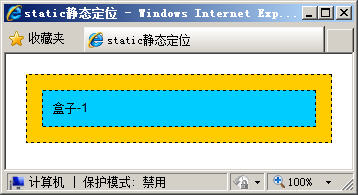 static静态定位 - Windows Internet Exp...
收藏夹
static静态定位
盒子-1
计算机 | 保护模式: 禁用
100%